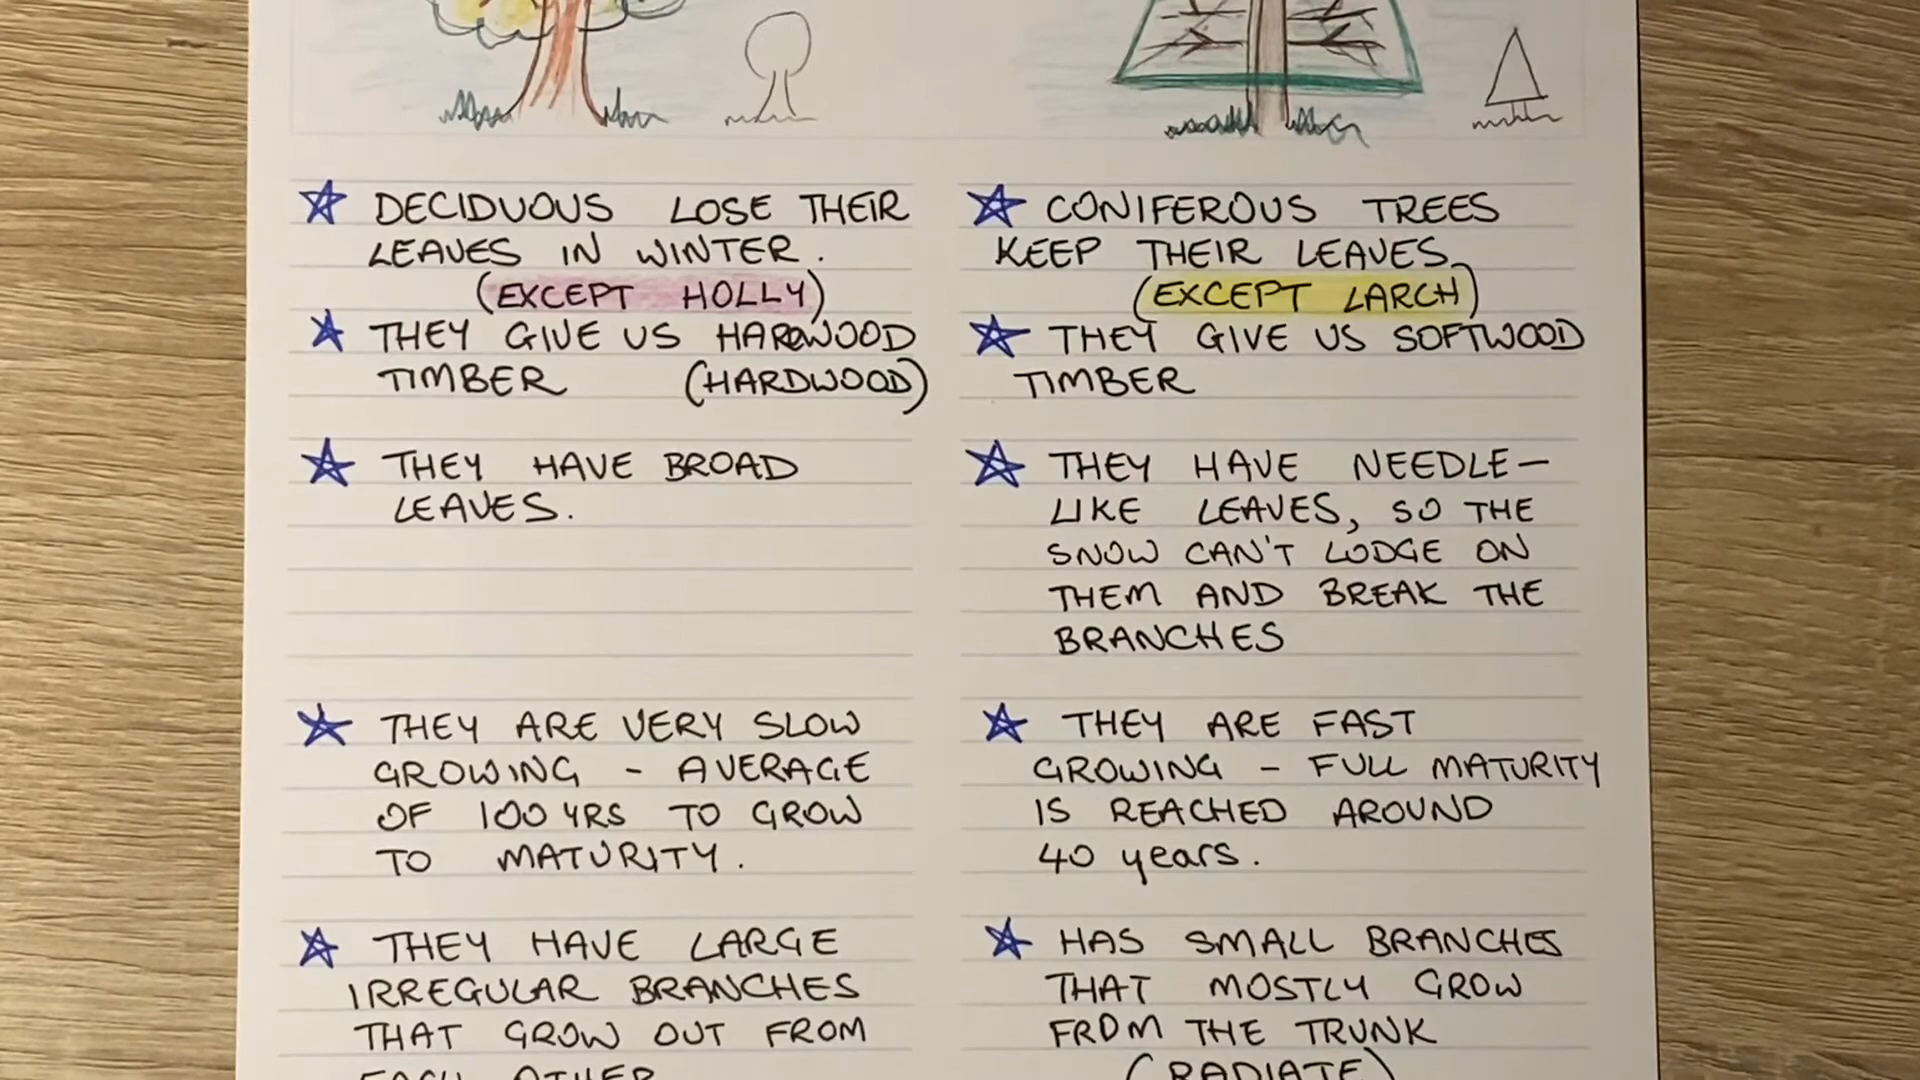 DECIDUOUS LOSE THEIR
LEAVES IN WINTER.
(EXCEPT HOLLY)
THEY GIVE US HARDWOOD
TIMBER (HARDWOOD)
THEY HAVE BROAD
LEAVES.
THEY ARE VERY SLOW
GROWING - AVERAGE
OF 100 YRS TO GROW
TO MATURITY.
THEY HAVE LARGE
IRREGULAR BRANCHES
THAT GROW OUT FROM
EACH OTHER
CONIFEROUS TREES
KEEP THEIR LEAVES
(EXCEPT LARCH)
THEY GIVE US SOFTWOOD
TIMBER
THEY HAVE NEEDLE-
LIKE LEAVES, SO THE
SNOW CAN'T LODGE ON
THEM AND BREAK THE
BRANCHES
THEY ARE FAST
GROWING - FULL MATURITY
IS REACHED AROUND
40 years.
HAS SMALL BRANCHES
THAT MOSTLY GROW
FROM THE TRUNK
(RADIATE)